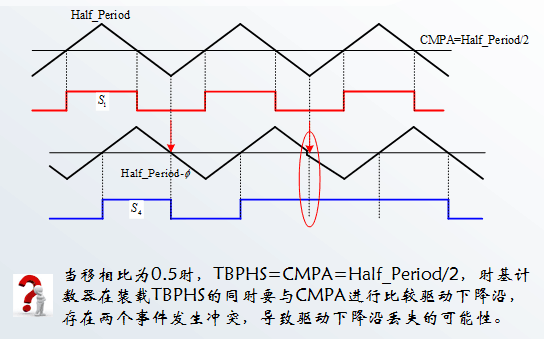 Half_Period
CMPA=Half_Period/2
S1
Half_Period-ϕ
S4
当移相比为0.5时，TBPHS=CMPA=Half_Period/2，时基计
数器在装载TBPHS的同时要与CMPA进行比较驱动下降沿，
存在两个事件发生冲突，导致驱动下降沿丢失的可能性。